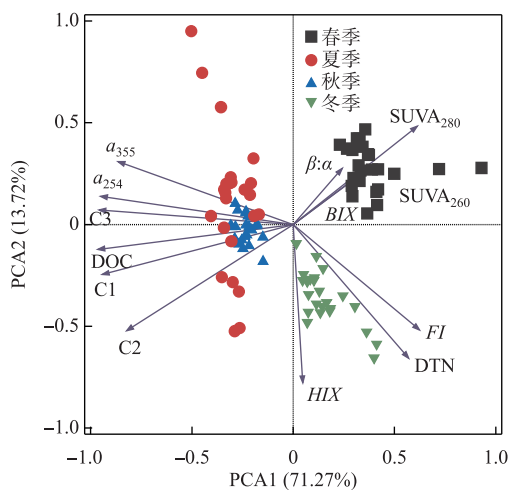 1.0
0.5
0
−0.5
−1.0
PCA2 (13.72%)
春季
夏季
秋季
冬季
SUVA280
β:α
SUVA260
BIX
a355
a254
C3
DOC
C1
C2
FI
DTN
HIX
−1.0
−0.5
0
0.5
1.0
PCA1 (71.27%)